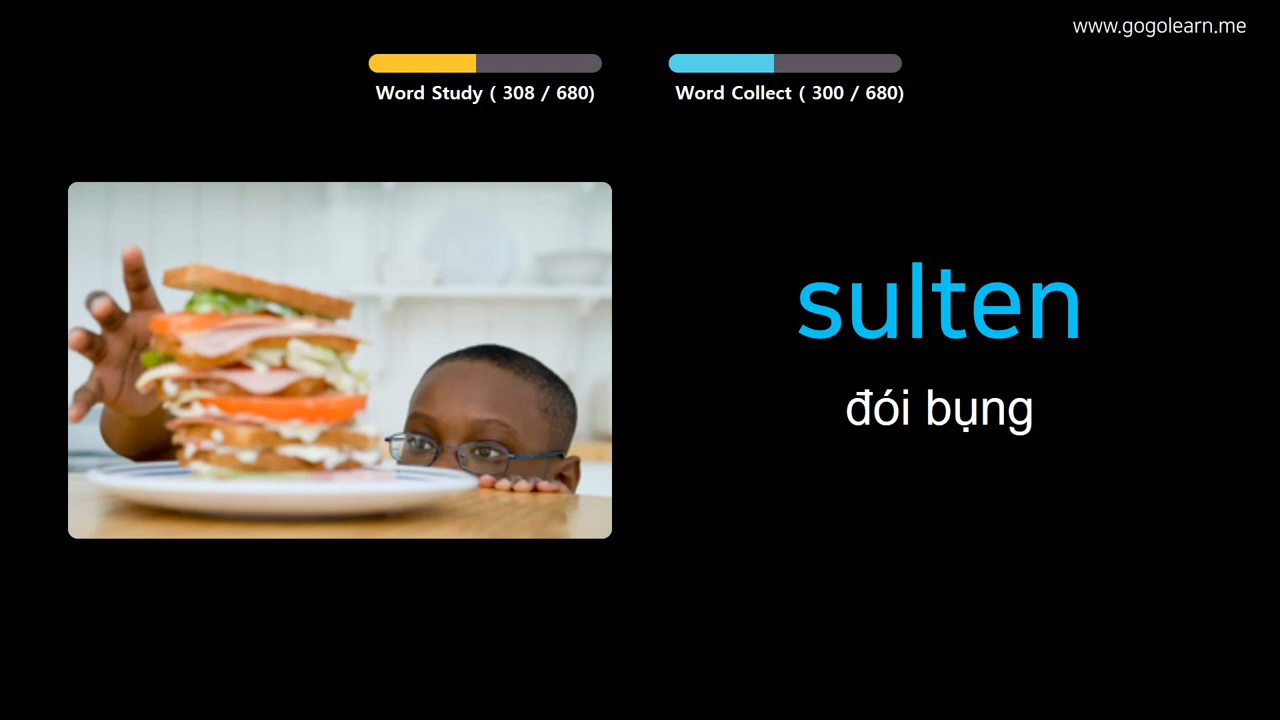 www.gogolearn.me
Word Study ( 308 / 680)
Word Collect ( 300 / 680)
sulten
đói bụng